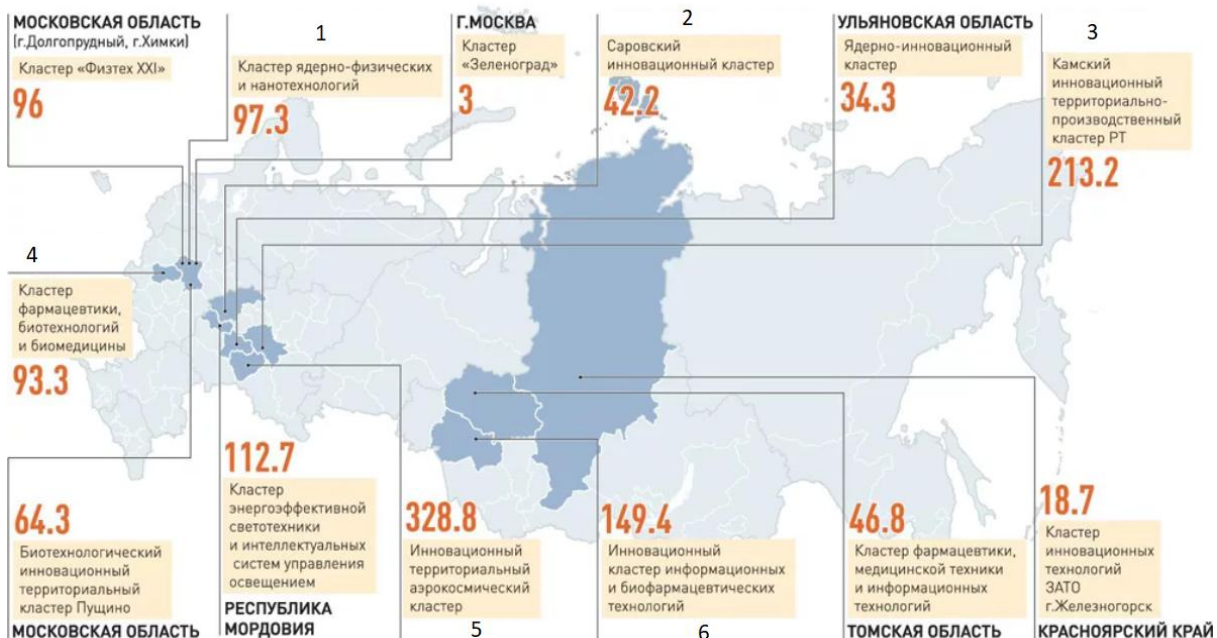 МОСКОВСКАЯ ОБЛАСТЬ
(г.Долгопрудный, г.Химки)
Кластер «Физтех XXI»
96
1
Кластер ядерно-физических
и нанотехнологий
97.3
Г.МОСКВА
Кластер
«Зеленоград»
3
2
Саровский
инновационный кластер
42.2
УЛЬЯНОВСКАЯ ОБЛАСТЬ
Ядерно-инновационный
кластер
34.3
3
Камский
инновационный
территориально-
производственный
кластер РТ
213.2
4
Кластер
фармацевтики,
биотехнологий
и биомедицины
93.3
64.3
Биотехнологический
инновационный
территориальный
кластер Пущино
МОСКОВСКАЯ ОБЛАСТЬ
112.7
Кластер
энергоэффективной
светотехники
и интеллектуальных
систем управления
освещением
РЕСПУБЛИКА
МОРДОВИЯ
328.8
Инновационный
территориальный
аэрокосмический
кластер
5
149.4
Инновационный
кластер информационных
и биофармацевтических
технологий
6
46.8
Кластер фармацевтики,
медицинской техники
и информационных
технологий
ТОМСКАЯ ОБЛАСТЬ
18.7
Кластер
инновационных
технологий
ЗАТО
г.Железногорск
КРАСНОЯРСКИЙ КРАЙ